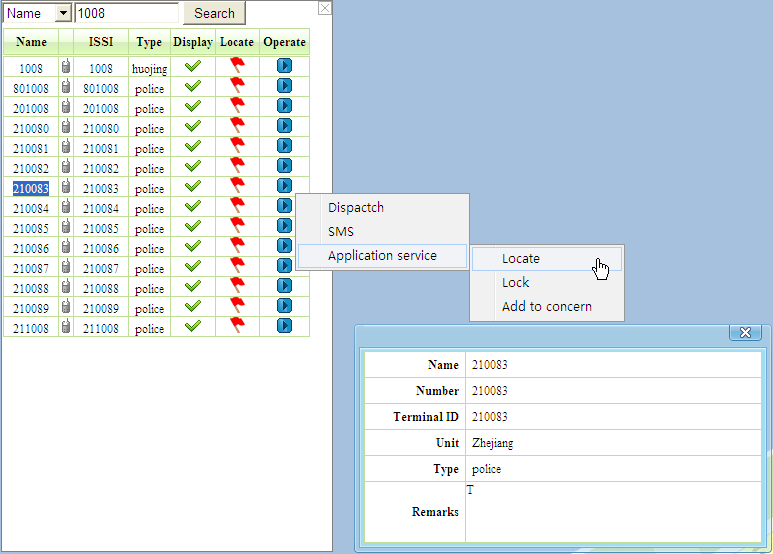 Name 1008 Search
Name ISSI Type Display Locate Operate
1008 1008 huojing
801008 801008 police
201008 201008 police
210080 210080 police
210081 210081 police
210082 210082 police
210083 210083 police
210084 210084 police
210085 210085 police
210086 210086 police
210087 210087 police
210088 210088 police
210089 210089 police
211008 211008 police
Dispactch
SMS
Application service
Locate
Lock
Add to concern
Name 210083
Number 210083
Terminal ID 210083
Unit Zhejiang
Type police
Remarks T